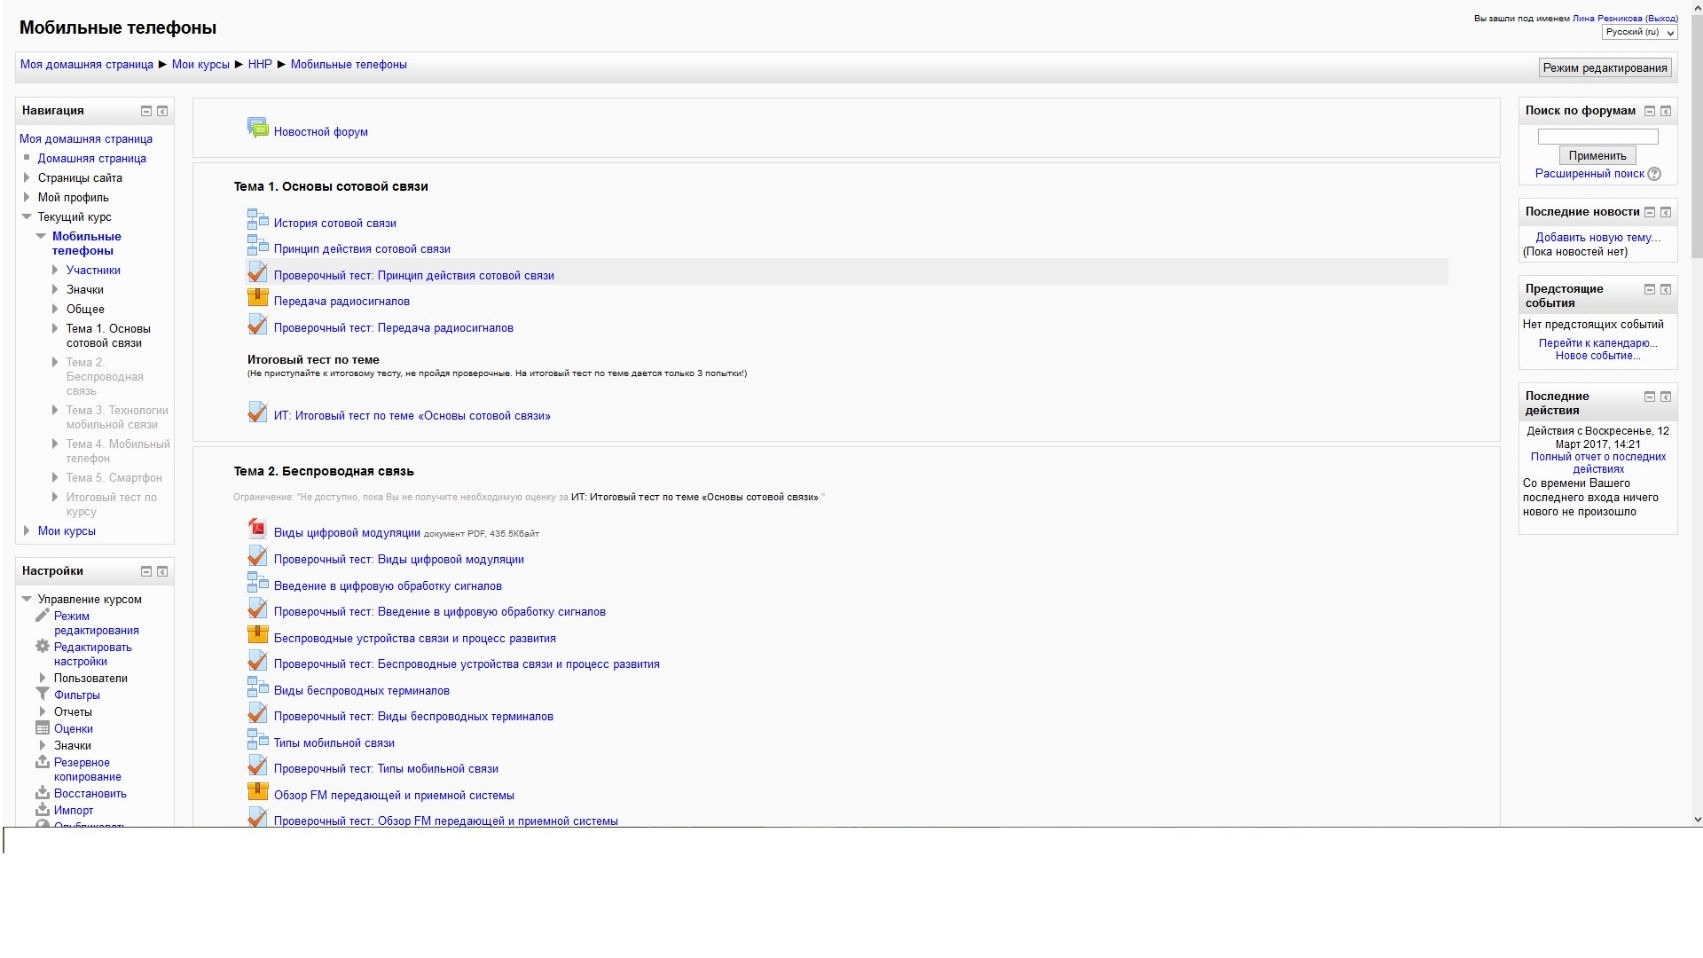 Мобильные телефоны
Вы зашли под именем Лина Резникова (Выход)
Русский (ru)
Моя домашняя страница ► Мои курсы ► ННР ► Мобильные телефоны
Режим редактирования
Навигация
Моя домашняя страница
Домашняя страница
Страницы сайта
Мой профиль
Текущий курс
Мобильные
телефоны
Участники
Значки
Общее
Тема 1. Основы
сотовой связи
Тема 2.
Беспроводная
связь
Тема 3. Технологии
мобильной связи
Тема 4. Мобильный
телефон
Тема 5. Смартфон
Итоговый тест по
курсу
Мои курсы
Настройки
Управление курсом
Режим
редактирования
Редактировать
настройки
Пользователи
Фильтры
Отчеты
Оценки
Значки
Резервное
копирование
Восстановить
Импорт
Новостной форум
Тема 1. Основы сотовой связи
История сотовой связи
Принцип действия сотовой связи
Проверочный тест: Принцип действия сотовой связи
Передача радиосигналов
Проверочный тест: Передача радиосигналов
Итоговый тест по теме
(Не приступайте к итоговому тесту, не пройдя проверочные. На итоговый тест по теме дается только 3 попытки!)
ИТ: Итоговый тест по теме «Основы сотовой связи»
Тема 2. Беспроводная связь
Ограничение: "Не доступно, пока Вы не получите необходимую оценку за ИТ: Итоговый тест по теме «Основы сотовой связи» "
Виды цифровой модуляции документ PDF, 435.5Кбайт
Проверочный тест: Виды цифровой модуляции
Введение в цифровую обработку сигналов
Проверочный тест: Введение в цифровую обработку сигналов
Беспроводные устройства связи и процесс развития
Проверочный тест: Беспроводные устройства связи и процесс развития
Виды беспроводных терминалов
Проверочный тест: Виды беспроводных терминалов
Типы мобильной связи
Проверочный тест: Типы мобильной связи
Обзор FM передающей и приемной системы
Проверочный тест: Обзор FM передающей и приемной системы
Поиск по форумам
Применить
Расширенный поиск
Последние новости
Добавить новую тему...
(Пока новостей нет)
Предстоящие
события
Нет предстоящих событий
Перейти к календарю...
Новое событие...
Последние
действия
Действия с Воскресенье, 12
Март 2017, 14:21
Полный отчет о последних
действиях
Со времени Вашего
последнего входа ничего
нового не произошло